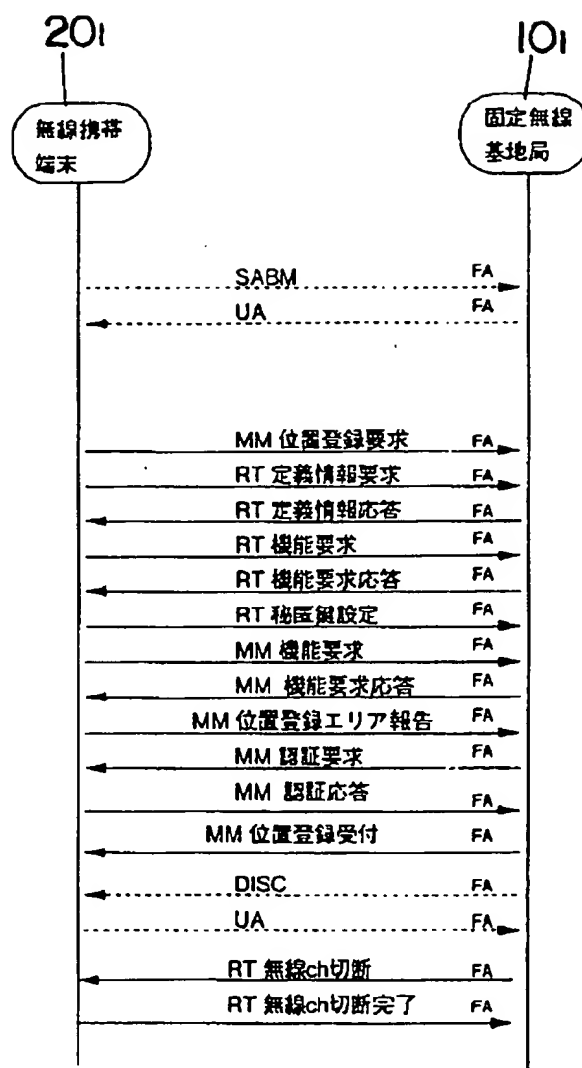 20₁
10₁
無線携帯
端末
固定無線
基地局
SABM FA
UA FA
MM 位置登録要求 FA
RT 定義情報要求 FA
RT 定義情報応答 FA
RT 機能要求 FA
RT 機能要求応答 FA
RT 秘匿鍵設定 FA
MM 機能要求 FA
MM 機能要求応答 FA
MM 位置登録エリア報告 FA
MM 認証要求 FA
MM 認証応答 FA
MM 位置登録受付 FA
DISC FA
UA FA
RT 無線ch切断 FA
RT 無線ch切断完了 FA